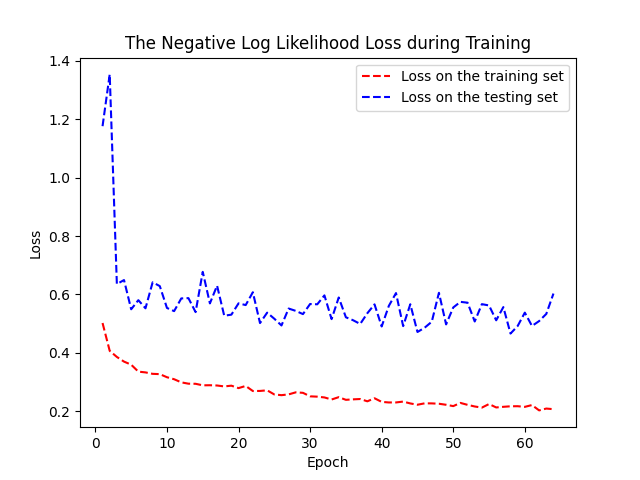 The Negative Log Likelihood Loss during Training
Loss on the training set
Loss on the testing set
1.4
1.2
1.0
0.8
0.6
0.4
0.2
Loss
0 10 20 30 40 50 60
Epoch